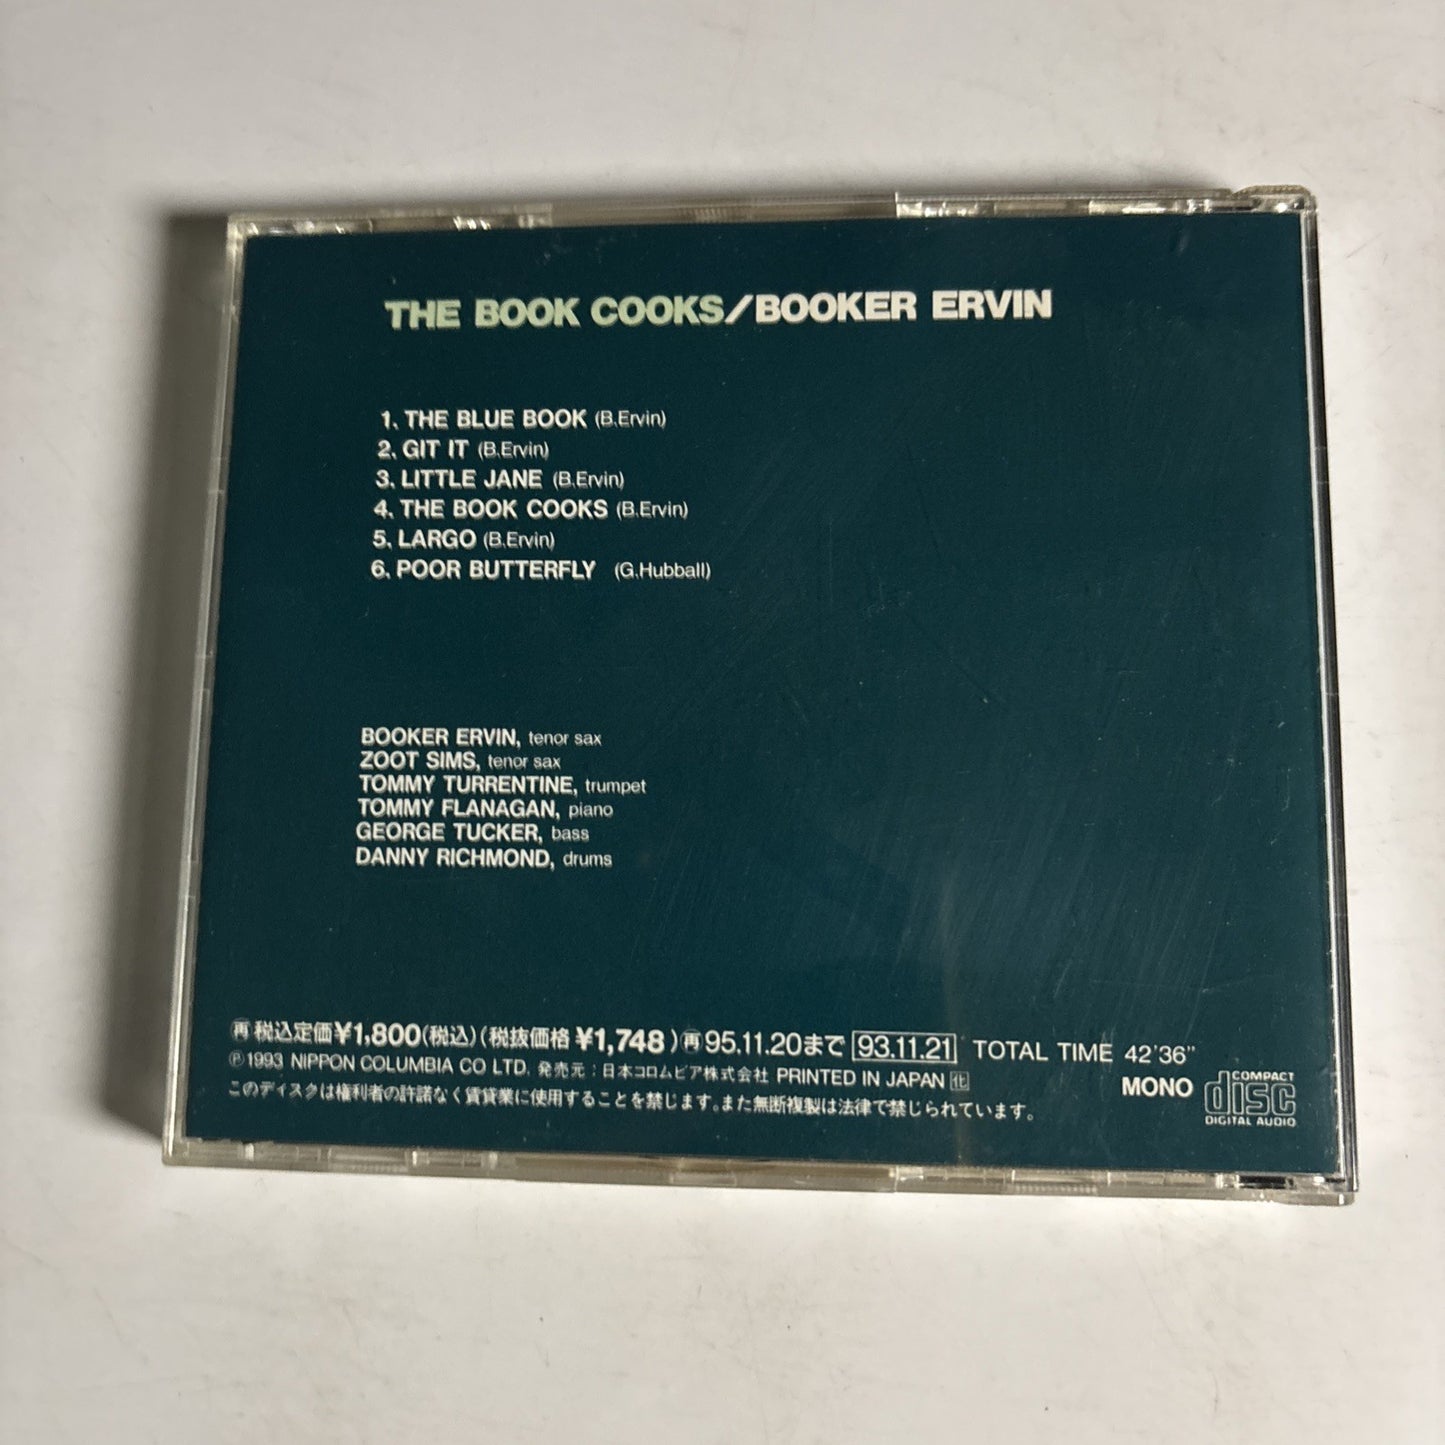 THE BOOK COOKS/BOOKER ERVIN
1. THE BLUE BOOK (B.Ervin)
2. GIT IT (B.Ervin)
3. LITTLE JANE (B.Ervin)
4. THE BOOK COOKS (B.Ervin)
5. LARGO (B.Ervin)
6. POOR BUTTERFLY (G.Hubball)
BOOKER ERVIN, tenor sax
ZOOT SIMS, tenor sax
TOMMY TURRENTINE, trumpet
TOMMY FLANAGAN, piano
GEORGE TUCKER, bass
DANNY RICHMOND, drums
㊢税込定価¥1,800(税込)(税抜価格 ¥1,748)㊢95.11.20まで 93.11.21 TOTAL TIME 42'36"
Ⓟ1993 NIPPON COLUMBIA CO LTD. 発売元：日本コロムビア株式会社 PRINTED IN JAPAN 化
このディスクは権利者の許諾なく賃貸業に使用することを禁じます。また無断複製は法律で禁じられています。
MONO
COMPACT
disc
DIGITAL AUDIO